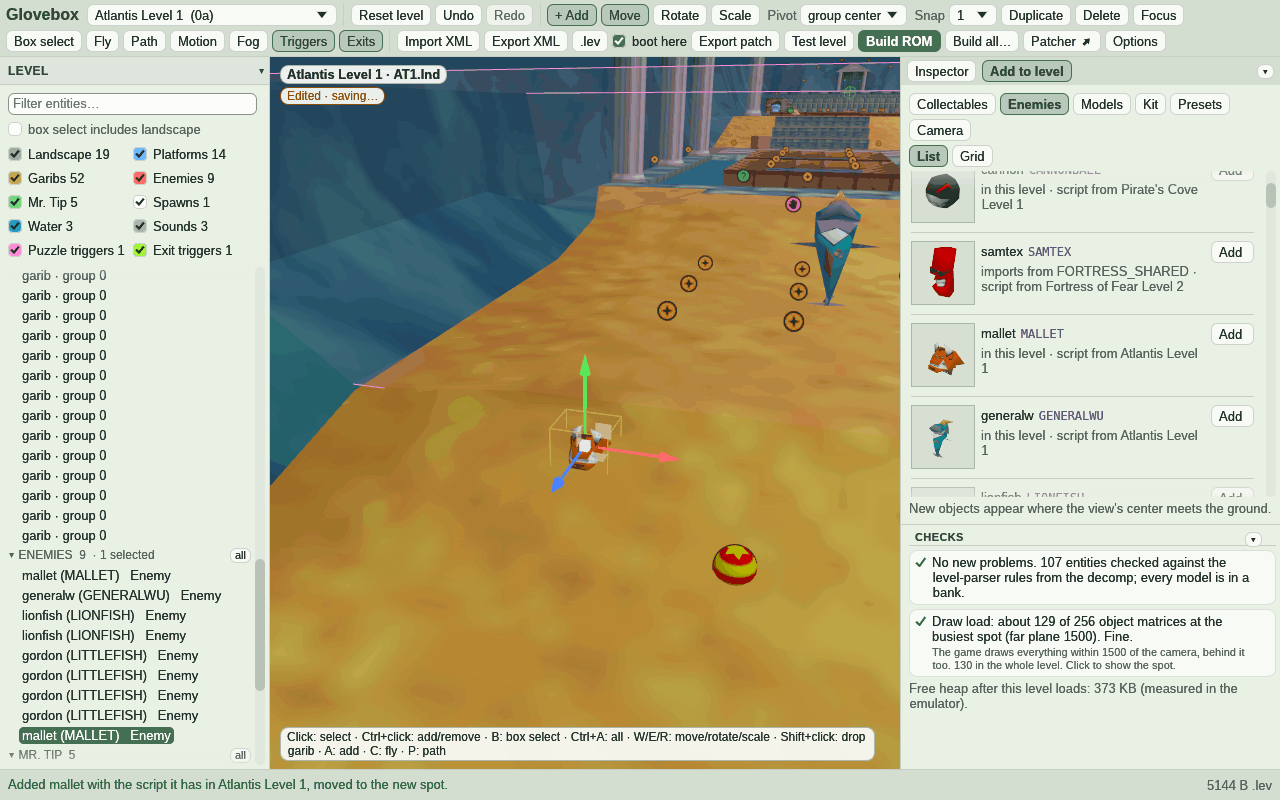 Glovebox Atlantis Level 1 (0a) Reset level Undo Redo + Add Move Rotate Scale Pivot group center Snap 1 Duplicate Delete Focus
Box select Fly Path Motion Fog Triggers Exits Import XML Export XML .lev boot here Export patch Test level Build ROM Build all… Patcher Options
LEVEL
Filter entities…
box select includes landscape
Landscape 19 Platforms 14
Garibs 52 Enemies 9
Mr. Tip 5 Spawns 1
Water 3 Sounds 3
Puzzle triggers 1 Exit triggers 1
garib · group 0
garib · group 0
garib · group 0
garib · group 0
garib · group 0
garib · group 0
garib · group 0
garib · group 0
garib · group 0
garib · group 0
garib · group 0
garib · group 0
garib · group 0
garib · group 0
ENEMIES 9 · 1 selected all
mallet (MALLET) Enemy
generalw (GENERALWU) Enemy
lionfish (LIONFISH) Enemy
lionfish (LIONFISH) Enemy
gordon (LITTLEFISH) Enemy
gordon (LITTLEFISH) Enemy
gordon (LITTLEFISH) Enemy
gordon (LITTLEFISH) Enemy
mallet (MALLET) Enemy
MR. TIP 5 all
Atlantis Level 1 · AT1.lnd
Edited · saving…
Click: select · Ctrl+click: add/remove · B: box select · Ctrl+A: all · W/E/R: move/rotate/scale · Shift+click: drop
garib · A: add · C: fly · P: path
Inspector Add to level
Collectables Enemies Models Kit Presets
Camera
List Grid
cannon CANNONBALL Add
in this level · script from Pirate's Cove
Level 1
samtex SAMTEX Add
imports from FORTRESS_SHARED ·
script from Fortress of Fear Level 2
mallet MALLET Add
in this level · script from Atlantis Level
1
generalw GENERALWU Add
in this level · script from Atlantis Level
1
lionfish LIONFISH Add
New objects appear where the view's center meets the ground.
CHECKS
No new problems. 107 entities checked against the
level-parser rules from the decomp; every model is in a
bank.
Draw load: about 129 of 256 object matrices at the
busiest spot (far plane 1500). Fine.
The game draws everything within 1500 of the camera, behind it
too. 130 in the whole level. Click to show the spot.
Free heap after this level loads: 373 KB (measured in the
emulator).
Added mallet with the script it has in Atlantis Level 1, moved to the new spot.
5144 B .lev